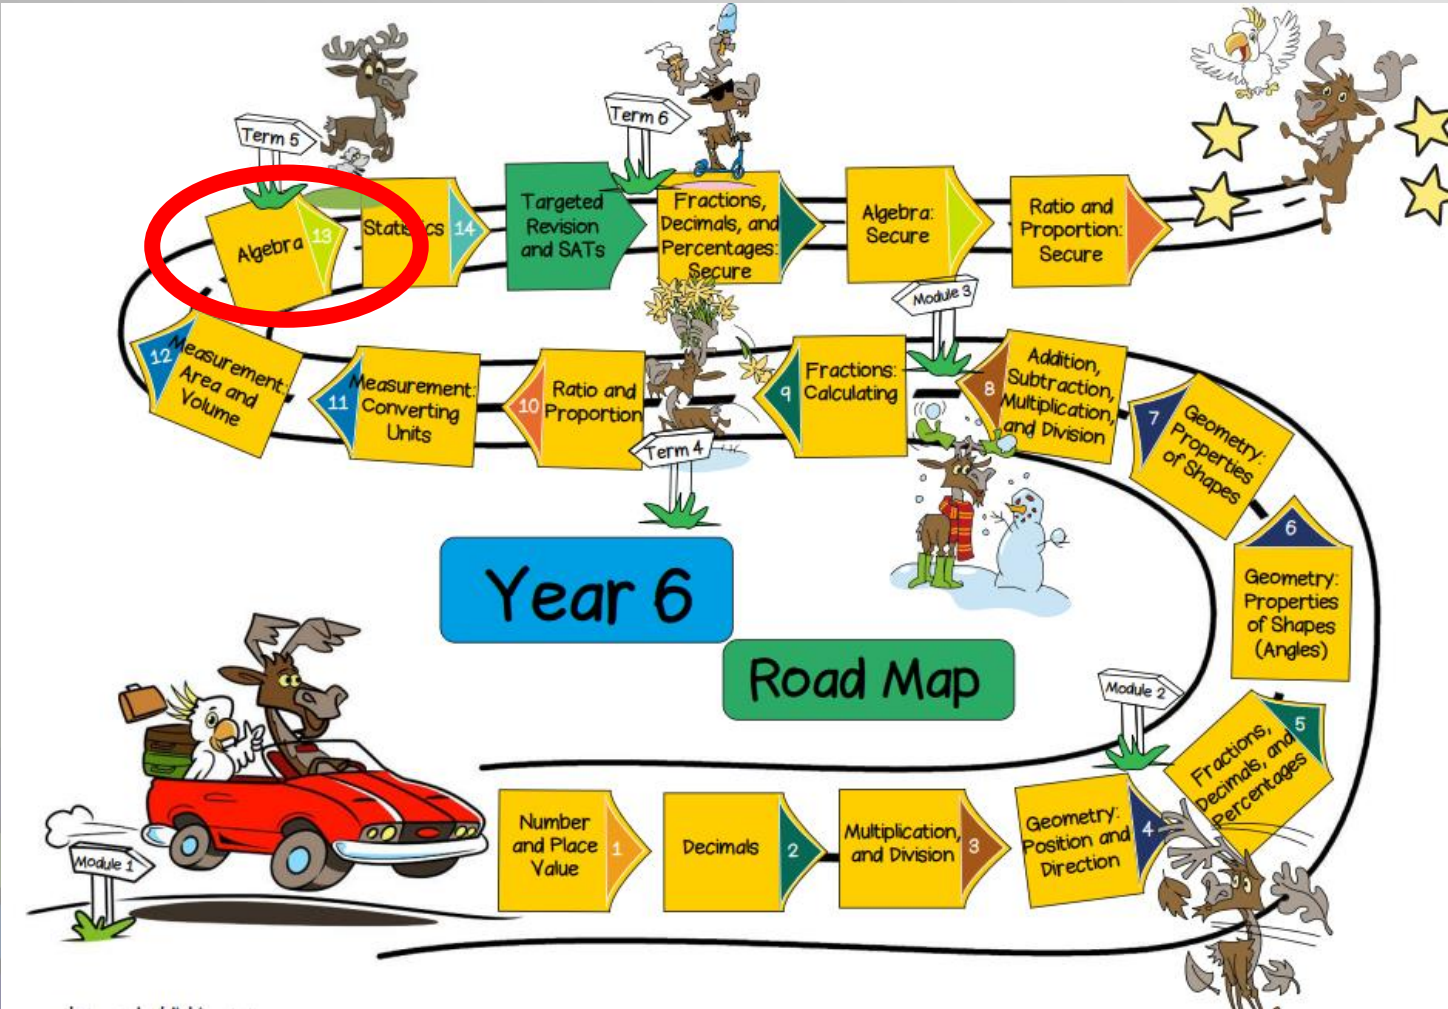 Term 5
Term 6
Algebra
13
Statistics
14
Targeted
Revision
and SATs
Fractions,
Decimals, and
Percentages:
Secure
Algebra:
Secure
Ratio and
Proportion:
Secure
Module 3
12
Measurement:
Area and
Volume
11
Measurement:
Converting
Units
10
Ratio and
Proportion
Term 4
9
Fractions:
Calculating
8
Addition,
Subtraction,
Multiplication,
and Division
7
Geometry:
Properties
of Shapes
6
Geometry:
Properties
of Shapes
(Angles)
Year 6
Road Map
Module 2
5
Fractions,
Decimals, and
Percentages
Module 1
Number
and Place
Value
1
Decimals
2
Multiplication,
and Division
3
Geometry:
Position and
Direction
4